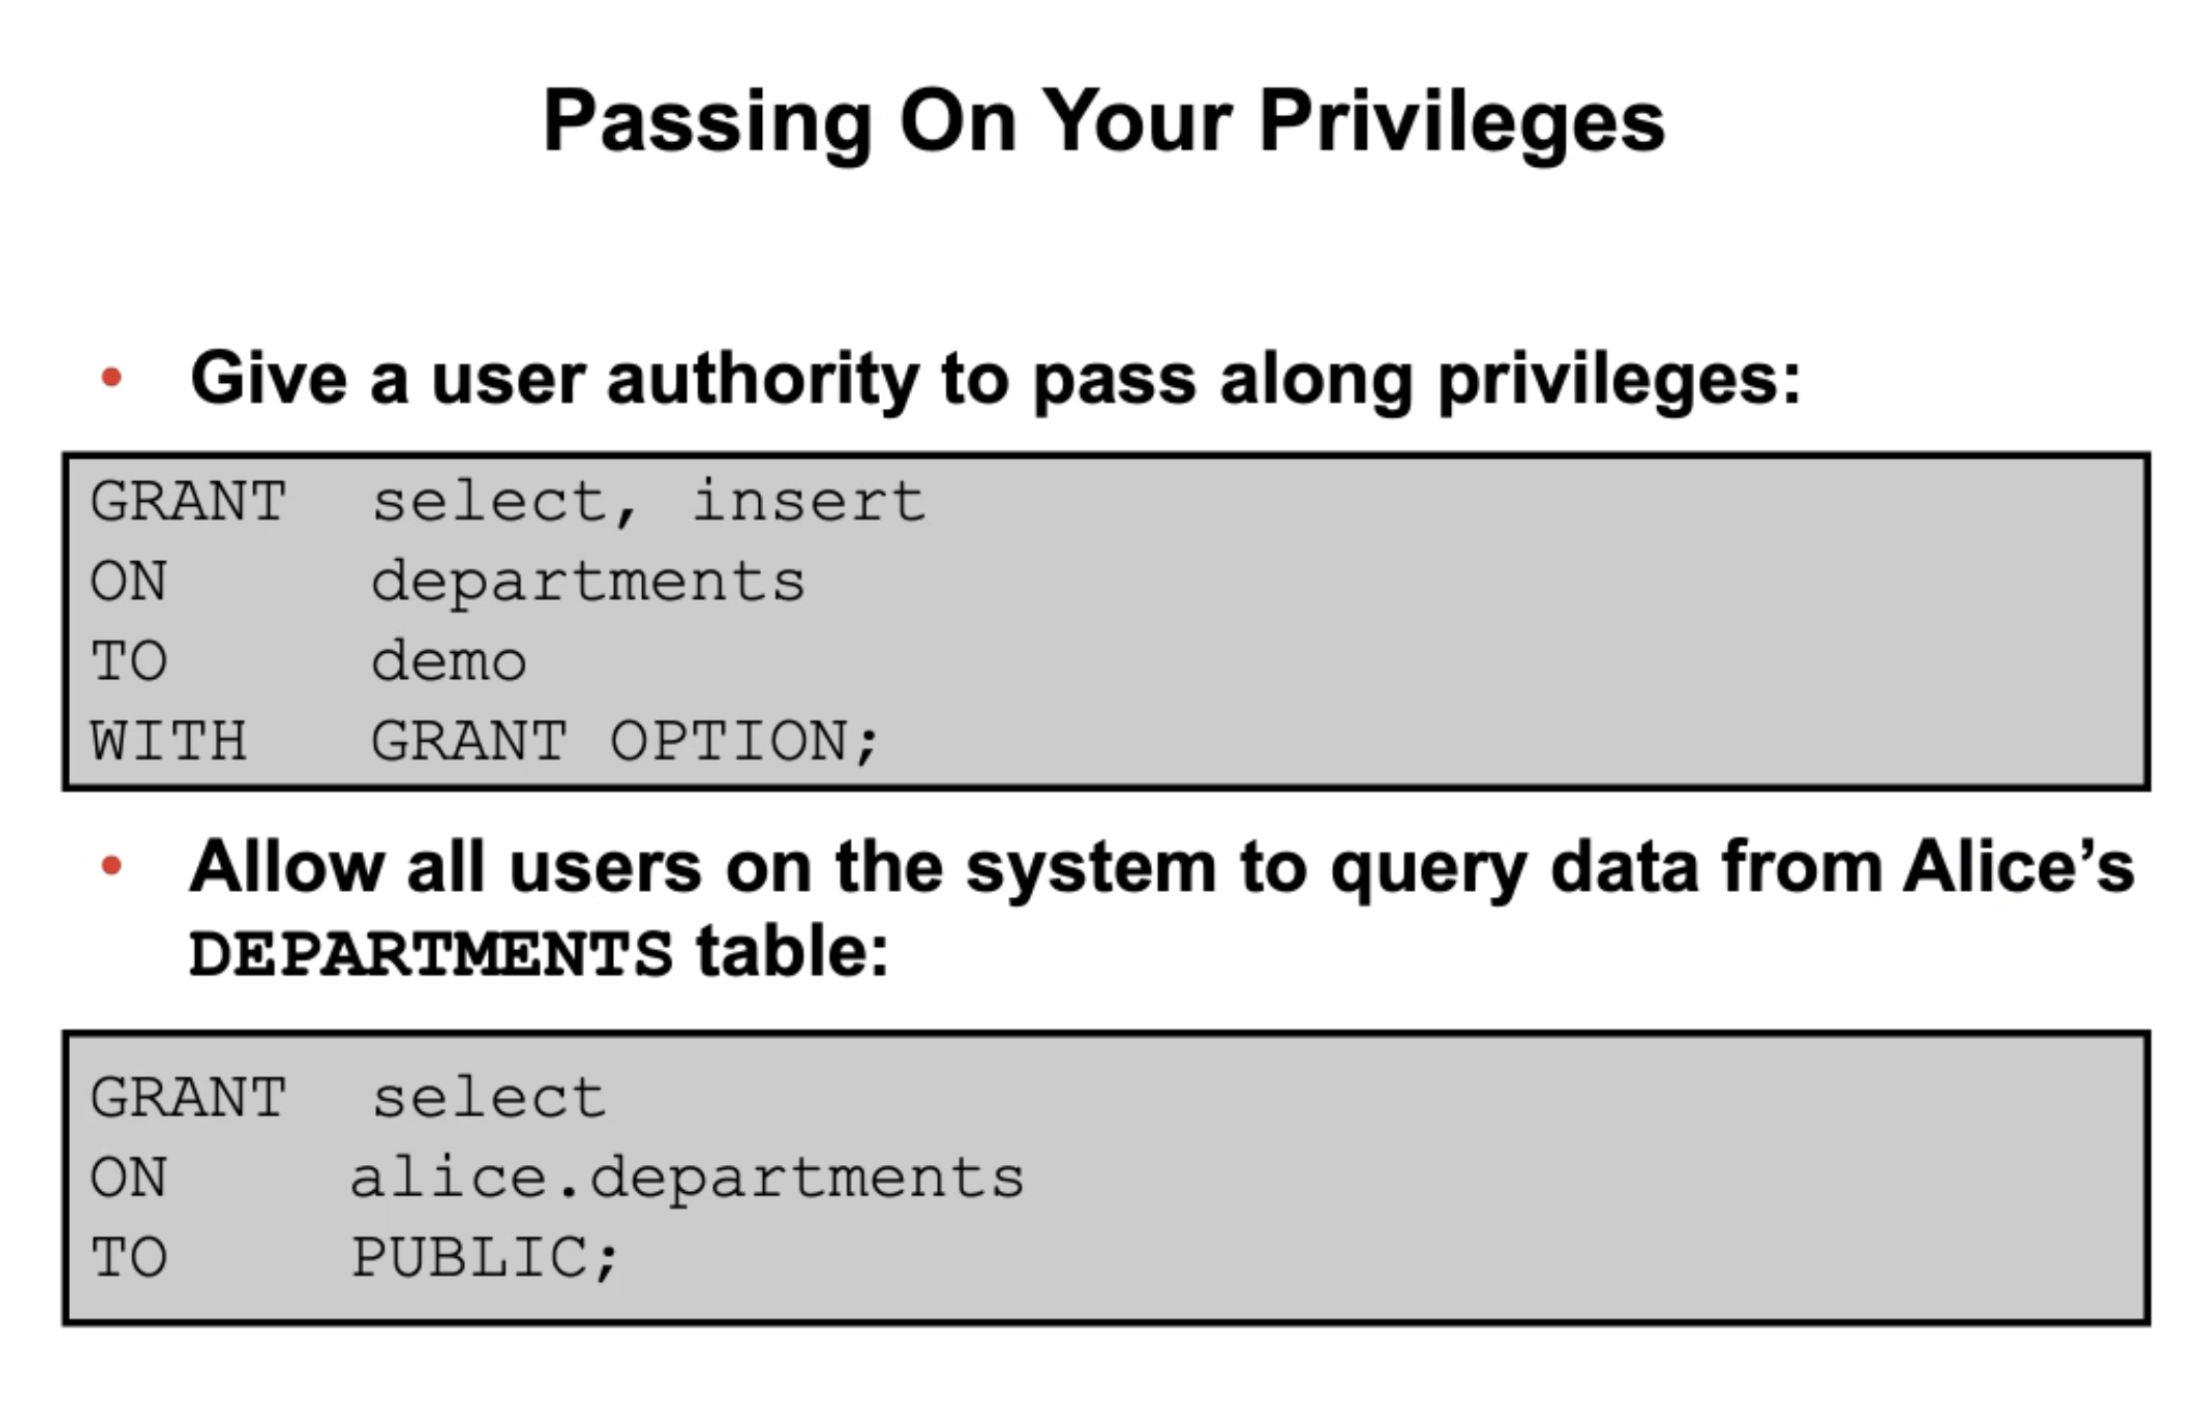 Passing On Your Privileges
• Give a user authority to pass along privileges:
GRANT select, insert
ON departments
TO demo
WITH GRANT OPTION;
• Allow all users on the system to query data from Alice’s
DEPARTMENTS table:
GRANT select
ON alice.departments
TO PUBLIC;